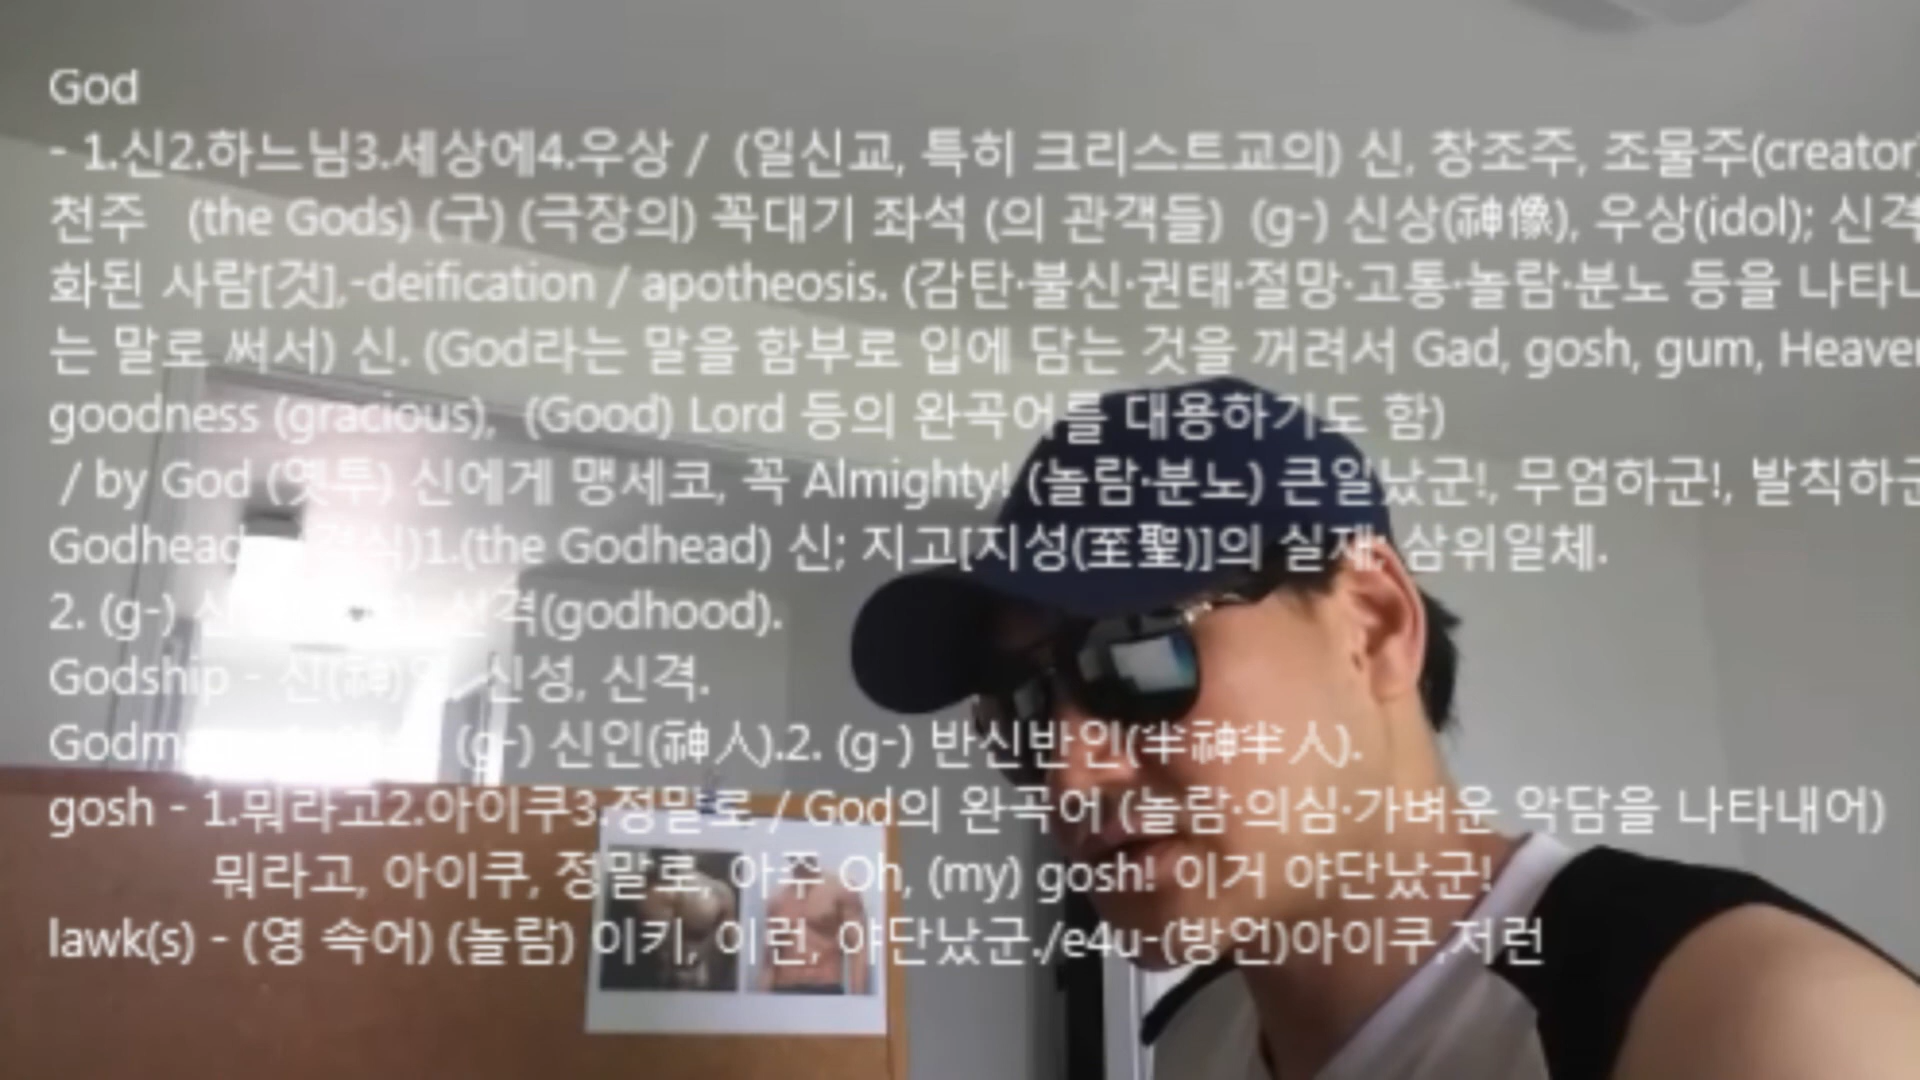 God
- 1.신2.하느님3.세상에4.우상 / (일신교, 특히 크리스트교의) 신, 창조주, 조물주(creator)
천주 (the Gods) (구) (극장의) 꼭대기 좌석 (의 관객들) (g-) 신상(神像), 우상(idol); 신격
화된 사람[것],-deification / apotheosis. (감탄·불신·권태·절망·고통·놀람·분노 등을 나타내
는 말로 써서) 신. (God라는 말을 함부로 입에 담는 것을 꺼려서 Gad, gosh, gum, Heaven
goodness (gracious), (Good) Lord 등의 완곡어를 대용하기도 함)
/ by God (엿투) 신에게 맹세코, 꼭 Almighty! (놀람·분노) 큰일났군!, 무엄하군!, 발칙하군
Godhead 1.(the Godhead) 신; 지고[지성(至聖)]의 실재; 삼위일체.
2. (g-) 신격(godhood).
Godship - 신(神)임, 신성, 신격.
(g-) 신인(神人).2. (g-) 반신반인(半神半人).
gosh - 1.뭐라고2.아이쿠3.정말로 / God의 완곡어 (놀람·의심·가벼운 악담을 나타내어)
뭐라고, 아이쿠, 정말로, 아주 Oh, (my) gosh! 이거 야단났군!
lawk(s) - (영 속어) (놀람) 이키, 이런, 야단났군./e4u-(방언)아이쿠,저런